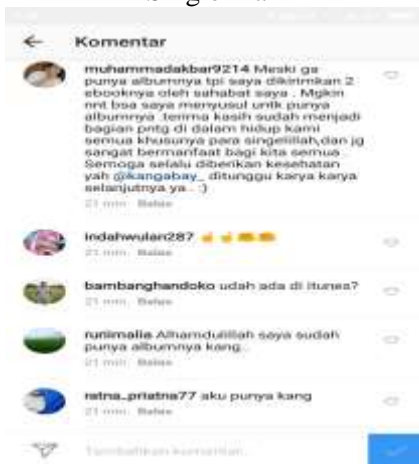 Komentar
muhammadakbar9214 Meski ga
punya albumnya tpi saya dikirimkan 2
ebooknya oleh sahabat saya . Mgkin
nnt bsa saya menyusul untk punya
albumnya .terima kasih sudah menjadi
bagian pntg di dalam hidup kami
semua khusunya para singelillah,dan jg
sangat bermanfaat bagi kita semua .
Semoga selalu diberikan kesehatan
yah @kangabay_ ditunggu karya karya
selanjutnya ya.. :)
21 mnt Balas
indahwulan287
21 mnt Balas
bambanghandoko udah ada di itunes?
21 mnt Balas
Alhamdulillah saya sudah
punya albumnya kang..
21 mnt Balas
ratna_priatna77 aku punya kang
21 mnt Balas
Tambahkan komentar...